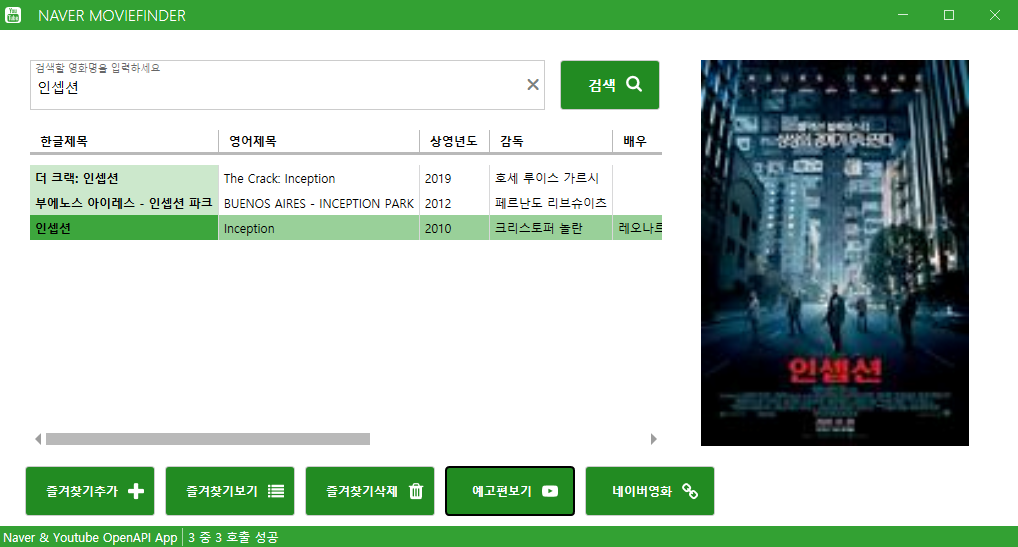 NAVER MOVIEFINDER
검색할 영화명을 입력하세요
인셉션
검색
한글제목 영어제목 상영년도 감독 배우
더 크랙: 인셉션 The Crack: Inception 2019 호세 루이스 가르시
부에노스 아이레스 - 인셉션 파크 BUENOS AIRES - INCEPTION PARK 2012 페르난도 리브슈이츠
인셉션 Inception 2010 크리스토퍼 놀란 레오나르
인셉션
즐겨찾기추가 즐겨찾기보기 즐겨찾기삭제 예고편보기 네이버영화
Naver & Youtube OpenAPI App 3 중 3 호출 성공